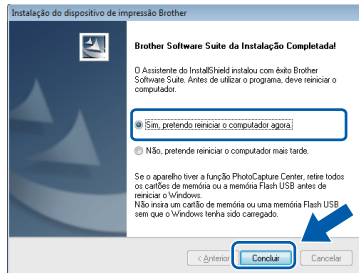 Instalação do dispositivo de impressão Brother
Brother Software Suite da Instalação Completada!
O Assistente do InstallShield instalou com êxito Brother
Software Suite. Antes de utilizar o programa, deve reiniciar o
computador.
Sim, pretendo reiniciar o computador agora.
Não, pretende reiniciar o computador mais tarde.
Se o aparelho tiver a função PhotoCapture Center, retire todos
os cartões de memória ou a memória Flash USB antes de
reiniciar o Windows.
Não insira um cartão de memória ou uma memória Flash USB
sem que o Windows tenha sido carregado.
< Anterior Concluir Cancelar